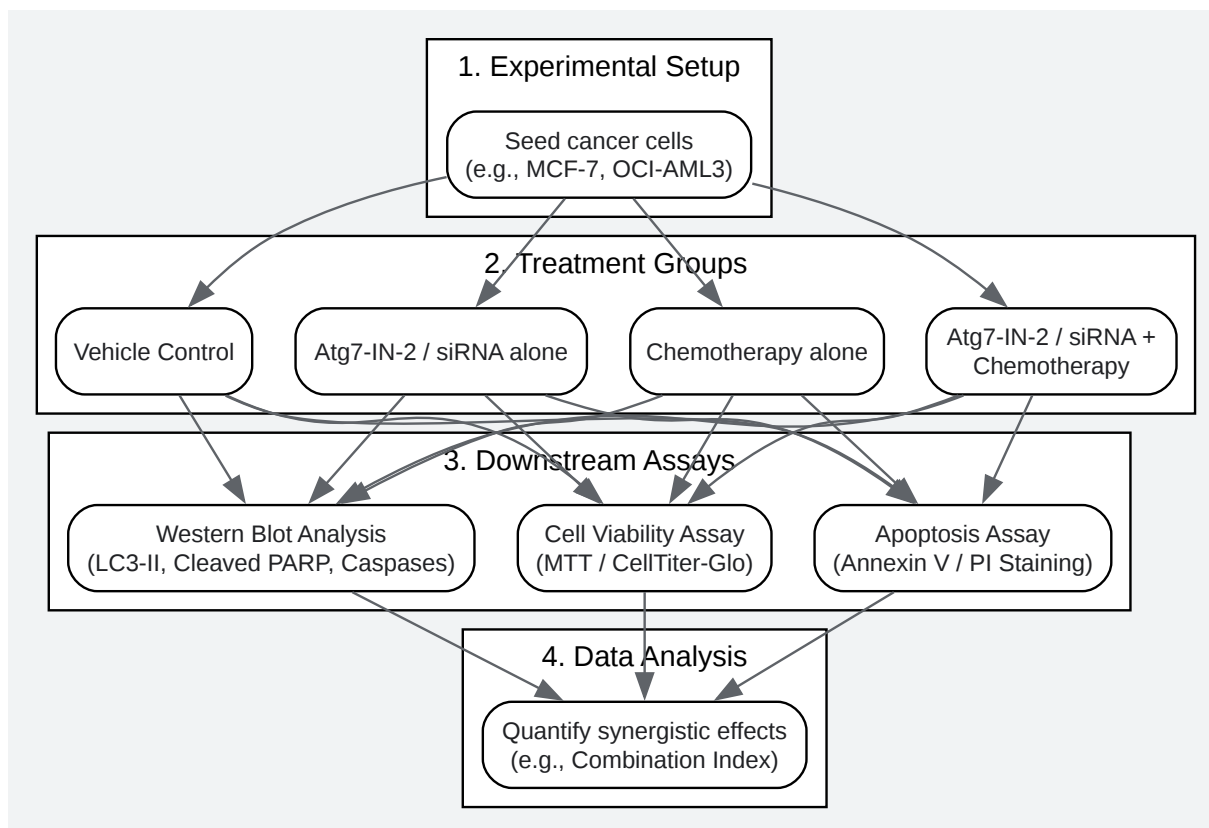 1. Experimental Setup
Seed cancer cells
(e.g., MCF-7, OCI-AML3)
2. Treatment Groups
Vehicle Control
Atg7-IN-2 / siRNA alone
Chemotherapy alone
Atg7-IN-2 / siRNA +
Chemotherapy
3. Downstream Assays
Western Blot Analysis
(LC3-II, Cleaved PARP, Caspases)
Cell Viability Assay
(MTT / CellTiter-Glo)
Apoptosis Assay
(Annexin V / PI Staining)
4. Data Analysis
Quantify synergistic effects
(e.g., Combination Index)